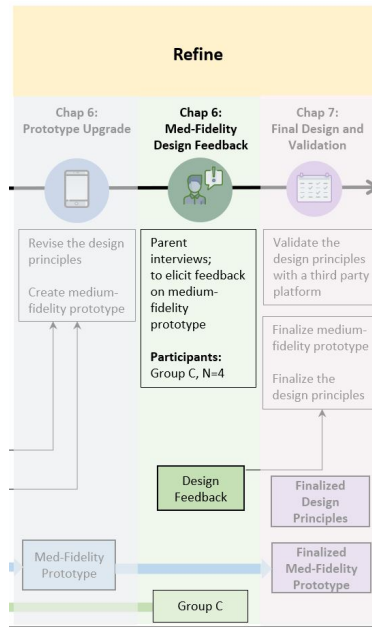 Refine
Chap 6:
Prototype Upgrade
Chap 6:
Med-Fidelity
Design Feedback
Chap 7:
Final Design and
Validation
Revise the design
principles
Create medium-
fidelity prototype
Parent
interviews;
to elicit feedback
on medium-
fidelity
prototype
Participants:
Group C, N=4
Validate the
design principles
with a third party
platform
Finalize medium-
fidelity prototype
Finalize the
design principles
Design
Feedback
Finalized
Design
Principles
Med-Fidelity
Prototype
Finalized
Med-Fidelity
Prototype
Group C